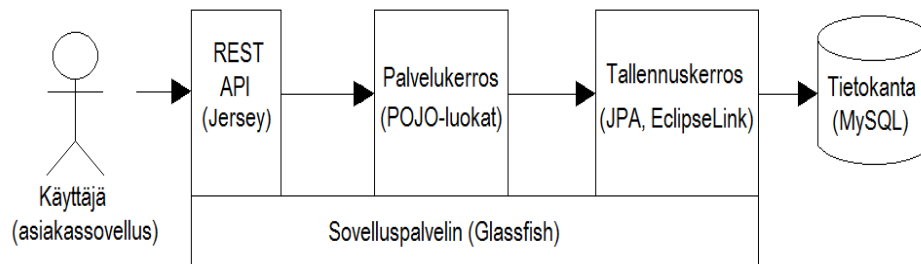 REST
API
(Jersey)
Palvelukerros
(POJO-luokat)
Tallennuskerros
(JPA, EclipseLink)
Tietokanta
(MySQL)
Käyttäjä
(asiakassovellus)
Sovelluspalvelin (Glassfish)